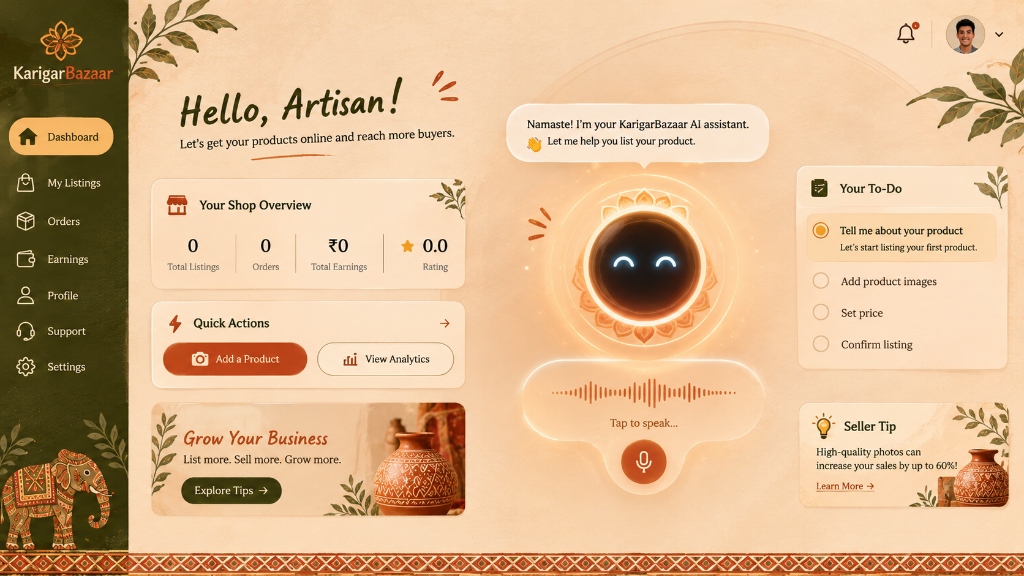 KarigarBazaar
Dashboard
My Listings
Orders
Earnings
Profile
Support
Settings
Hello, Artisan!
Let's get your products online and reach more buyers.
Your Shop Overview
0
Total Listings
0
Orders
₹0
Total Earnings
0.0
Rating
Quick Actions
Add a Product
View Analytics
Grow Your Business
List more. Sell more. Grow more.
Explore Tips →
Namaste! I'm your KarigarBazaar AI assistant.
👋 Let me help you list your product.
Tap to speak...
Your To-Do
Tell me about your product
Let's start listing your first product.
Add product images
Set price
Confirm listing
Seller Tip
High-quality photos can
increase your sales by up to 60%!
Learn More →